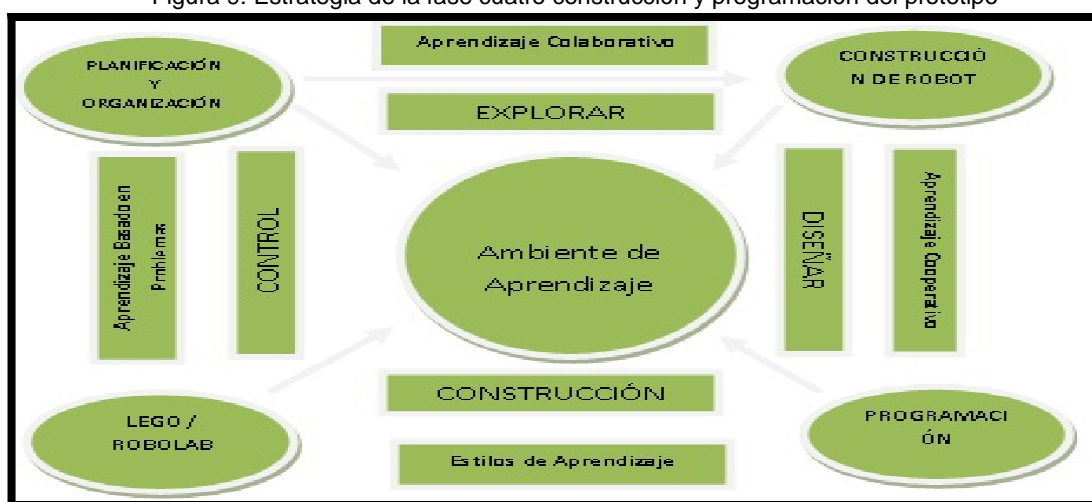 Figura 9. Estrategia de la fase cuatro construcción y programación del prototipo
Aprendizaje Colaborativo
PLANIFICACIÓN
Y
ORGANIZACIÓN
CONSTRUCCIÓ
N DE ROBOT
EXPLORAR
Aprendizaje Basado en
Problemas
CONTROL
Ambiente de
Aprendizaje
DISEÑAR
Aprendizaje Cooperativo
CONSTRUCCIÓN
LEGO /
ROBOLAB
PROGRAMACI
ÓN
Estilos de Aprendizaje